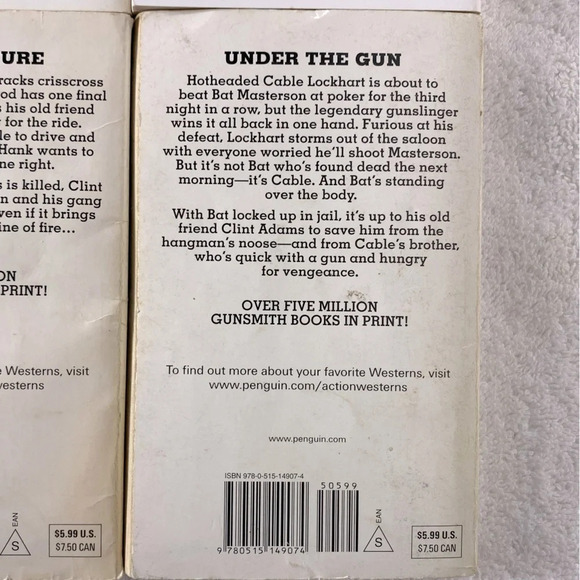 URE
racks crisscross
od has one final
s his old friend
for the ride.
le to drive and
Hank wants to
ne right.
s is killed, Clint
n and his gang
ven if it brings
ine of fire...
ON
PRINT!
e Westerns, visit
westerns
EAN
S
$5.99 U.S.
$7.50 CAN
UNDER THE GUN
Hotheaded Cable Lockhart is about to
beat Bat Masterson at poker for the third
night in a row, but the legendary gunslinger
wins it all back in one hand. Furious at his
defeat, Lockhart storms out of the saloon
with everyone worried he'll shoot Masterson.
But it's not Bat who's found dead the next
morning—it's Cable. And Bat's standing
over the body.
With Bat locked up in jail, it's up to his old
friend Clint Adams to save him from the
hangman's noose—and from Cable's brother,
who's quick with a gun and hungry
for vengeance.
OVER FIVE MILLION
GUNSMITH BOOKS IN PRINT!
To find out more about your favorite Westerns, visit
www.penguin.com/actionwesterns
www.penguin.com
ISBN 978-0-515-14907-4
50599
9 780515 149074
EAN
S
$5.99 U.S.
$7.50 CAN